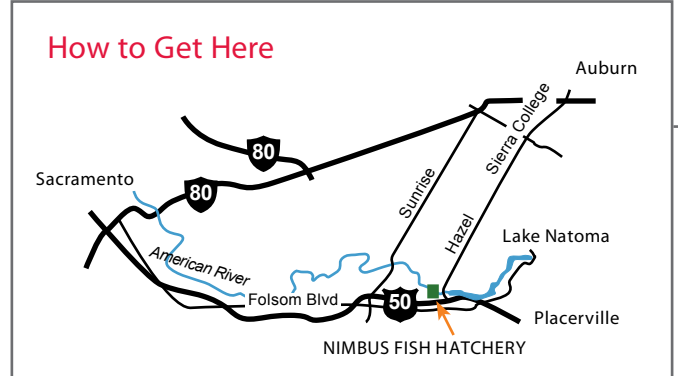 How to Get Here
Auburn
80
Sierra College
Sacramento
80
Sunrise
Hazel
Lake Natoma
American River
Folsom Blvd
50
Placerville
NIMBUS FISH HATCHERY